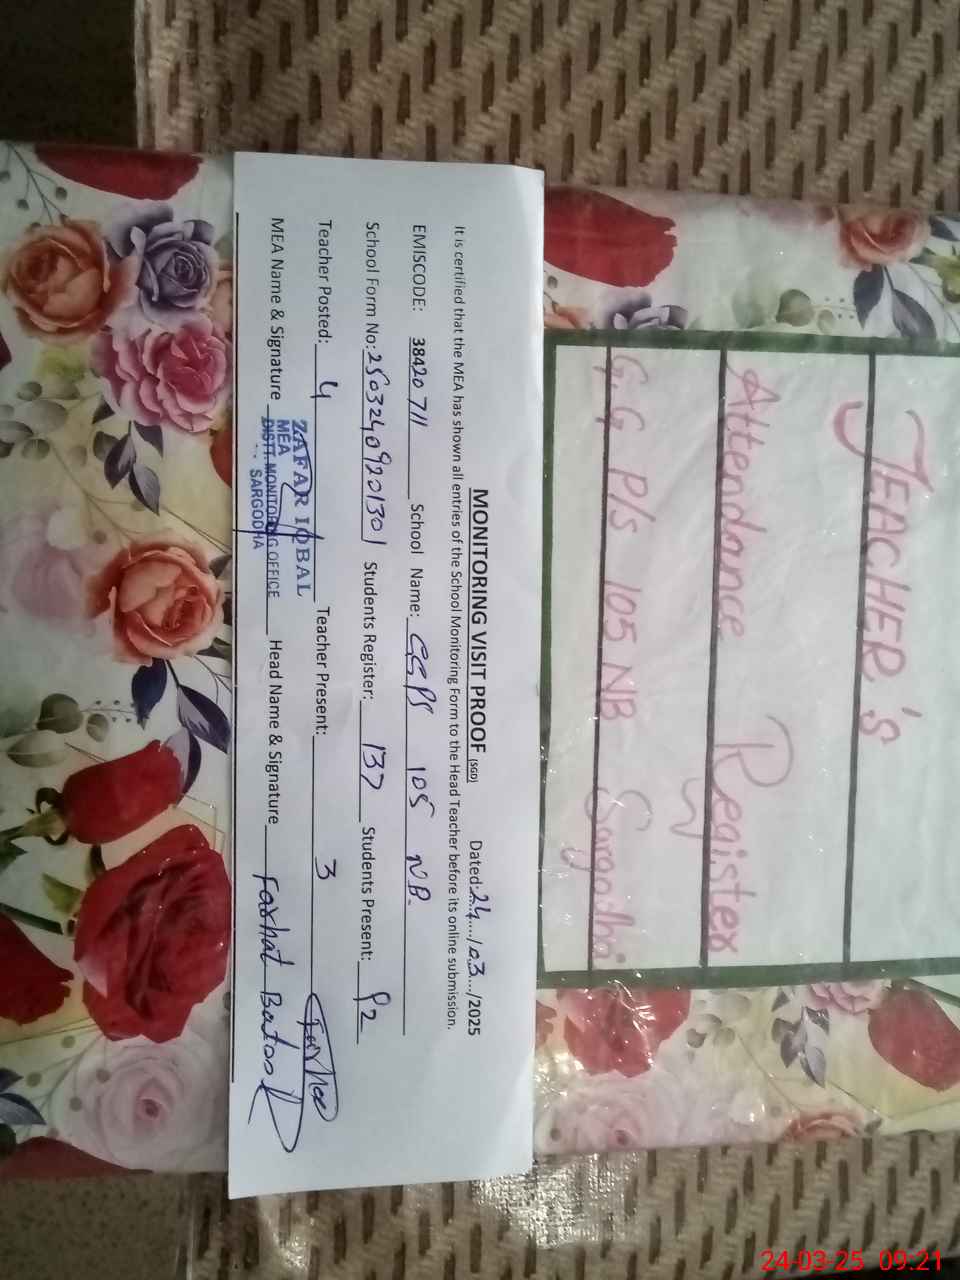 TEACHER'S
Attendance Register
G.G P/S 105 NB Sargodha
MONITORING VISIT PROOF (SGD) Dated: 24/03/2025
It is certified that the MEA has shown all entries of the School Monitoring Form to the Head Teacher before its online submission.
EMISCODE: 38420711 School Name: GGPS 105 NB.
School Form No: 25032409201301 Students Register: 137 Students Present: 92
Teacher Posted: 4 Teacher Present: 3
MEA Name & Signature Head Name & Signature Farhat Batool
ZAFAR IQBAL
MEA
DISTT. MONITORING OFFICE
SARGODHA
24-03-25 09:21